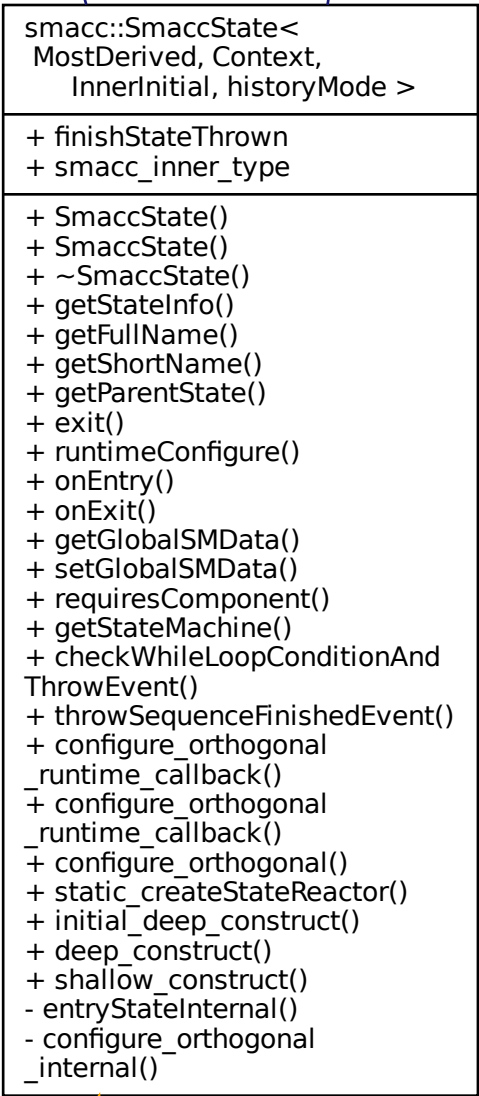 smacc::SmaccState<
MostDerived, Context,
InnerInitial, historyMode >
+ finishStateThrown
+ smacc_inner_type
+ SmaccState()
+ SmaccState()
+ ~SmaccState()
+ getStateInfo()
+ getFullName()
+ getShortName()
+ getParentState()
+ exit()
+ runtimeConfigure()
+ onEntry()
+ onExit()
+ getGlobalSMData()
+ setGlobalSMData()
+ requiresComponent()
+ getStateMachine()
+ checkWhileLoopConditionAnd
ThrowEvent()
+ throwSequenceFinishedEvent()
+ configure_orthogonal
_runtime_callback()
+ configure_orthogonal
_runtime_callback()
+ configure_orthogonal()
+ static_createStateReactor()
+ initial_deep_construct()
+ deep_construct()
+ shallow_construct()
- entryStateInternal()
- configure_orthogonal
_internal()